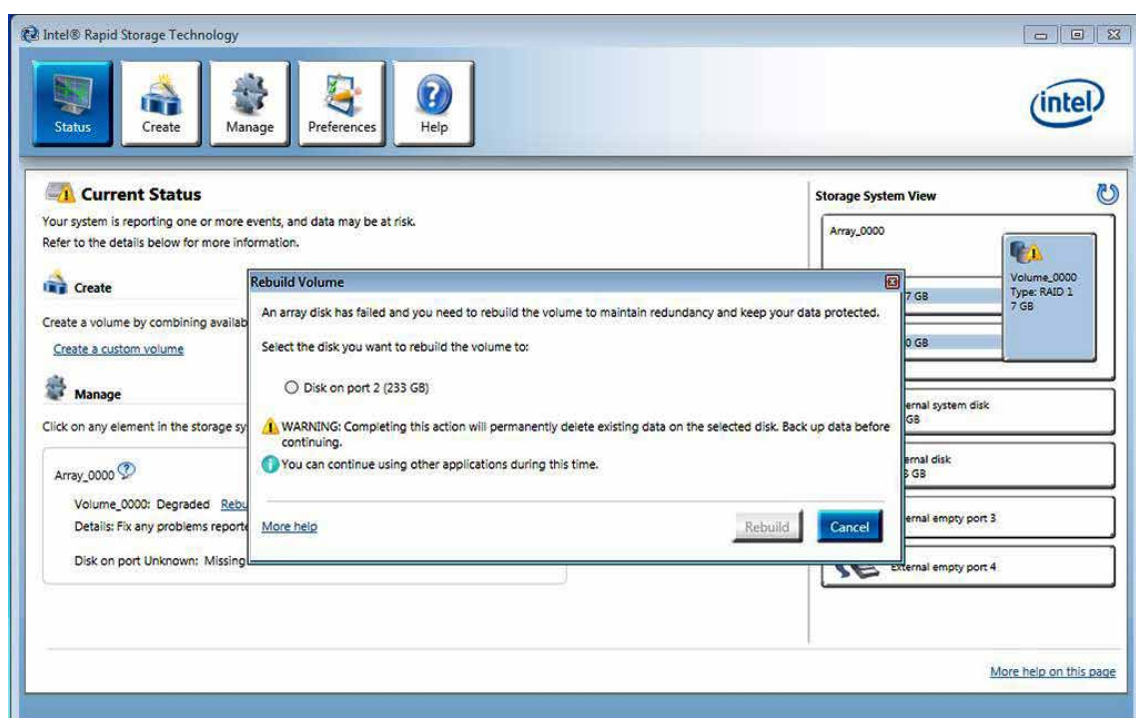 Intel® Rapid Storage Technology
Status
Create
Manage
Preferences
Help
intel
Current Status
Your system is reporting one or more events, and data may be at risk.
Refer to the details below for more information.
Create
Create a volume by combining availab
Create a custom volume
Manage
Click on any element in the storage sy
Array_0000
Volume_0000: Degraded Rebu
Details: Fix any problems reporte
Disk on port Unknown: Missing
Rebuild Volume
An array disk has failed and you need to rebuild the volume to maintain redundancy and keep your data protected.
Select the disk you want to rebuild the volume to:
Disk on port 2 (233 GB)
WARNING: Completing this action will permanently delete existing data on the selected disk. Back up data before
continuing.
You can continue using other applications during this time.
More help
Rebuild
Cancel
Storage System View
Array_0000
Volume_0000
Type: RAID 1
7 GB
7 GB
0 GB
ernal system disk
GB
ernal disk
GB
ernal empty port 3
External empty port 4
More help on this page